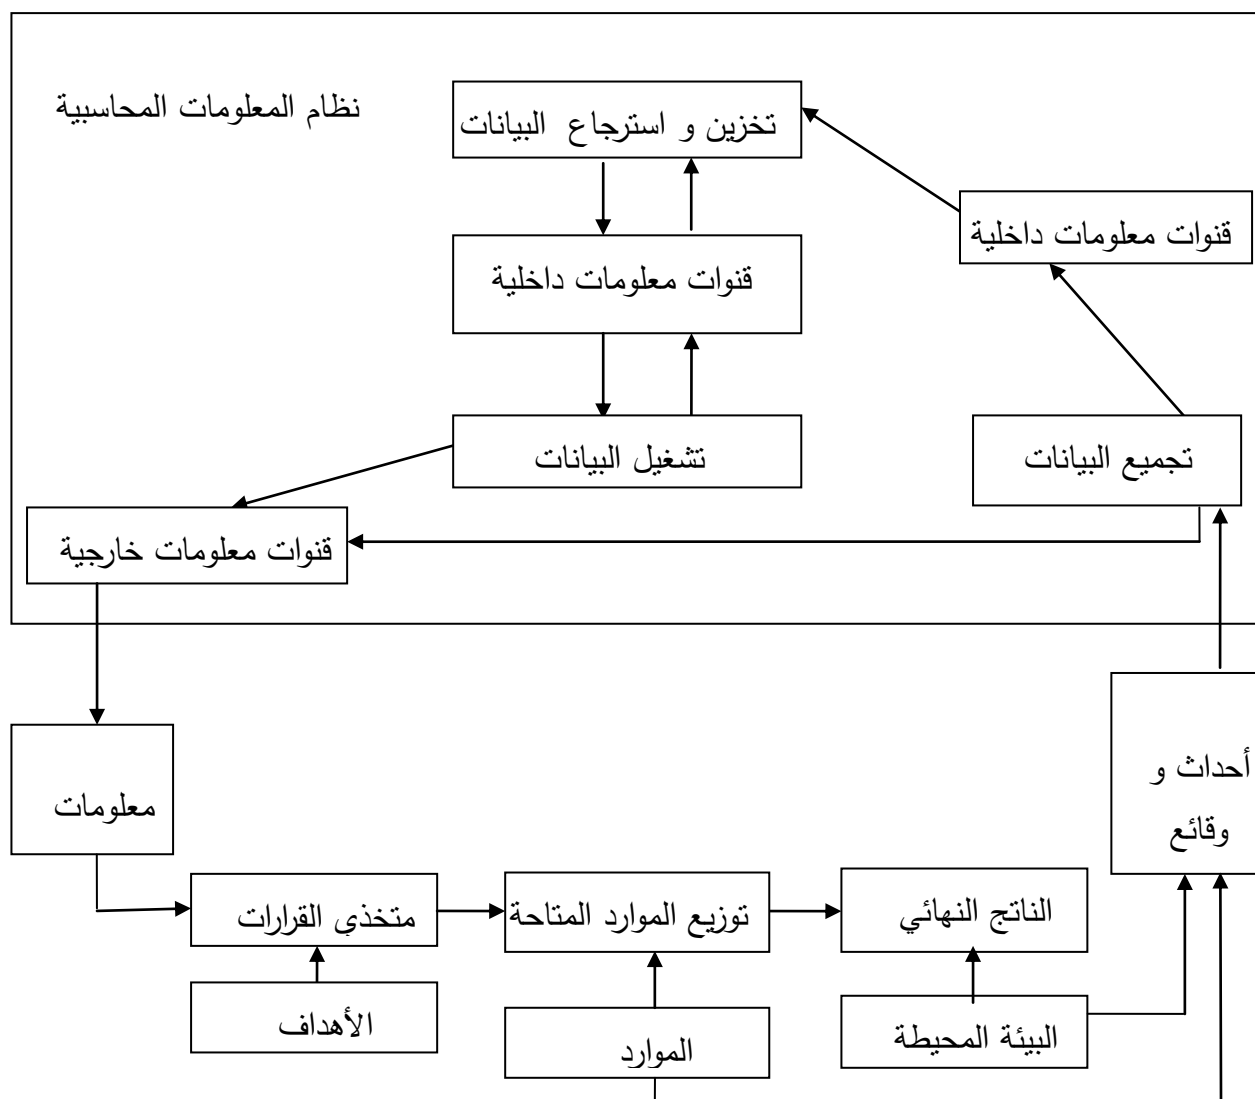 نظام المعلومات المحاسبية
تخزين و استرجاع البيانات
قنوات معلومات داخلية
قنوات معلومات داخلية
تشغيل البيانات
تجميع البيانات
قنوات معلومات خارجية
أحداث و
وقائع
معلومات
متخذي القرارات
توزيع الموارد المتاحة
الناتج النهائي
الأهداف
الموارد
البيئة المحيطة